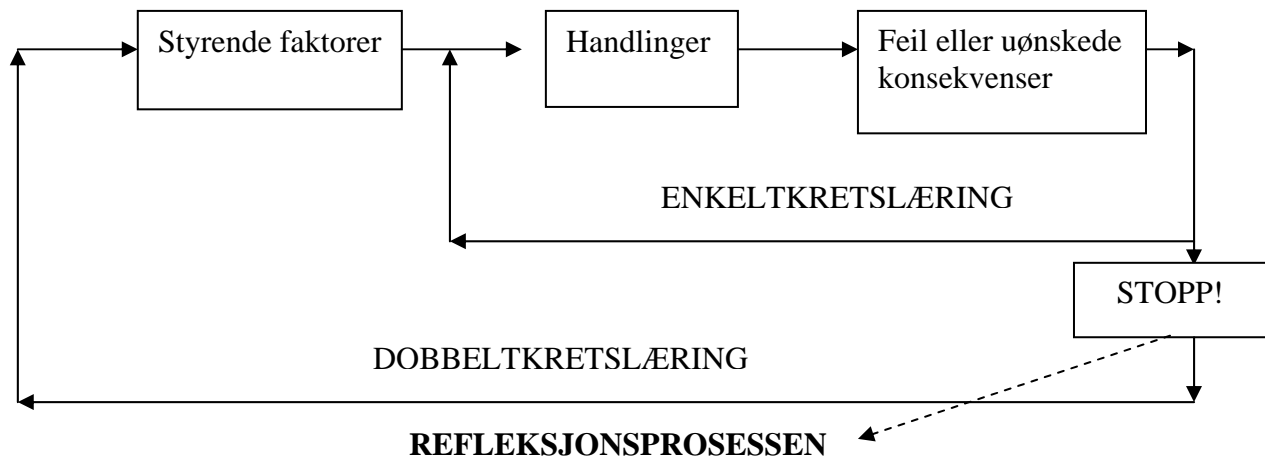 Styrende faktorer
Handlinger
Feil eller uønskede
konsekvenser
ENKELTKRETSLÆRING
STOPP!
DOBBELTKRETSLÆRING
REFLEKSJONSPROSESSEN